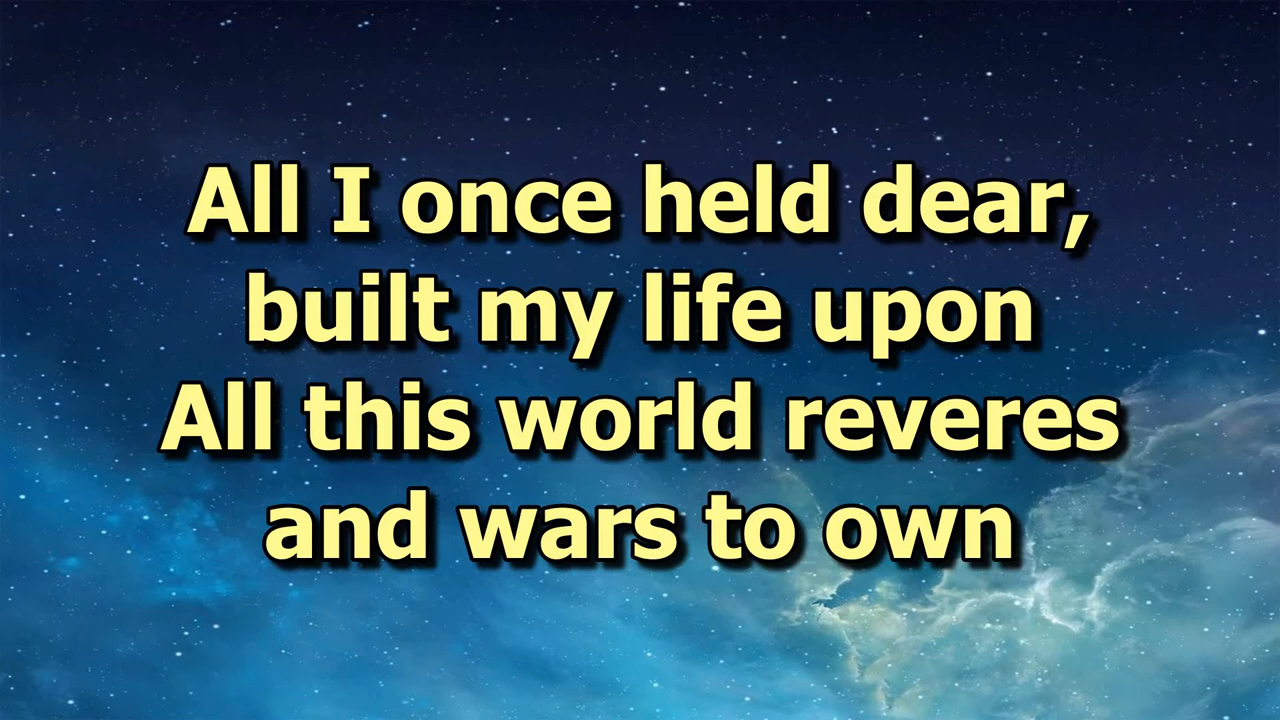 All I once held dear,
built my life upon
All this world reveres
and wars to own